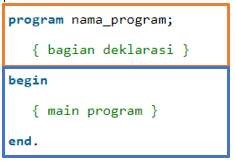 program nama_program;
{ bagian deklarasi }
begin
{ main program }
end.